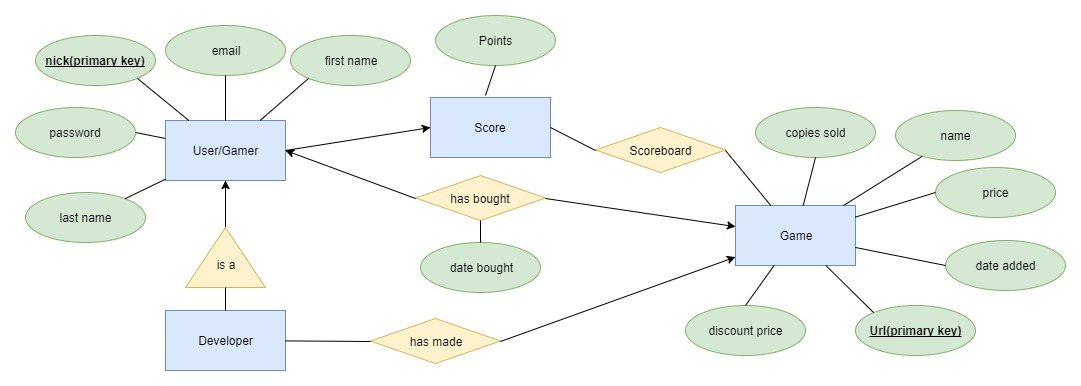 Points
email
nick(primary key)
first name
password
User/Gamer
Score
copies sold
name
Scoreboard
price
has bought
last name
Game
is a
date bought
date added
discount price
Url(primary key)
Developer
has made